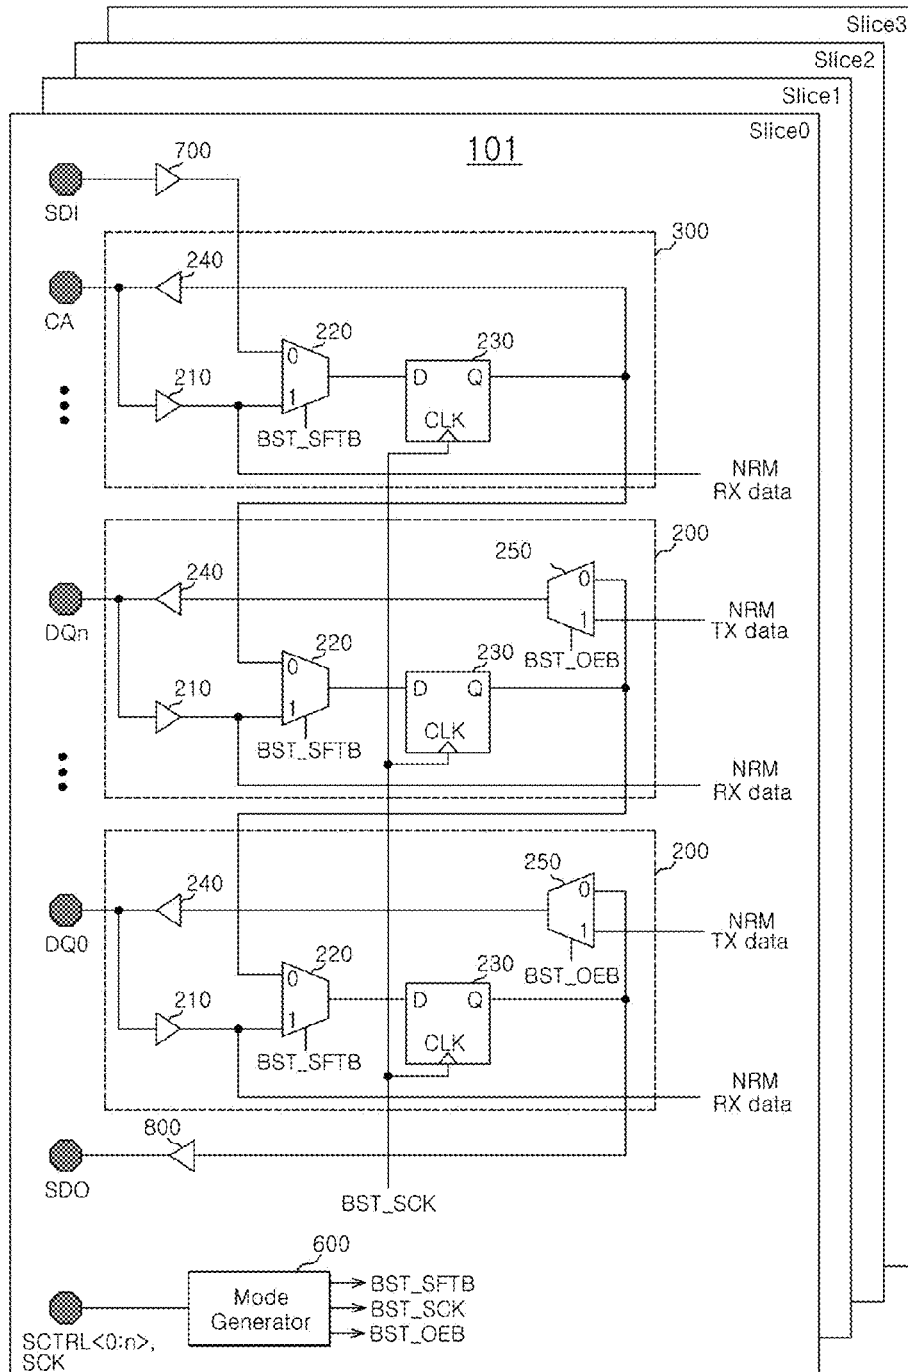 Slice3
Slice2
Slice1
Slice0
101
700
SDI
300
240
CA
220
230
0
210
D Q
1
CLK
BST_SFTB
NRM
RX data
200
250
240
0
DQn
1
NRM
TX data
220
BST_OEB
230
0
210
D Q
1
CLK
BST_SFTB
NRM
RX data
200
250
240
0
DQ0
1
NRM
TX data
220
BST_OEB
230
0
210
D Q
1
CLK
BST_SFTB
NRM
RX data
800
SDO
BST_SCK
600
Mode
Generator
BST_SFTB
BST_SCK
BST_OEB
SCTRL<0:n>,
SCK